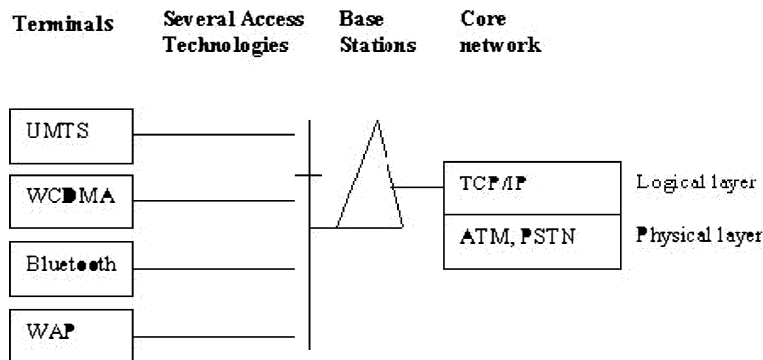 Terminals
Several Access
Technologies
Base
Stations
Core
network
UMTS
WCDMA
Bluetooth
WAP
TCP/IP
Logical layer
ATM, PSTN
Physical layer